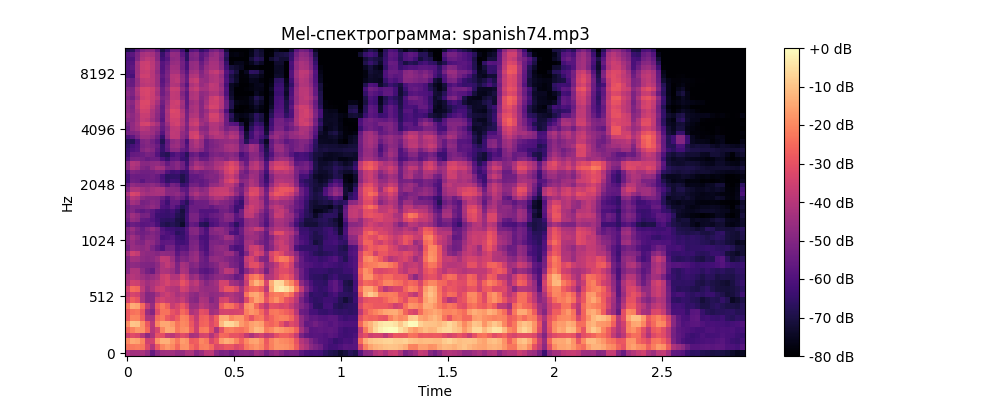 Mel-спектрограмма: spanish74.mp3
Hz
8192
4096
2048
1024
512
0
0
0.5
1
1.5
2
2.5
Time
+0 dB
-10 dB
-20 dB
-30 dB
-40 dB
-50 dB
-60 dB
-70 dB
-80 dB